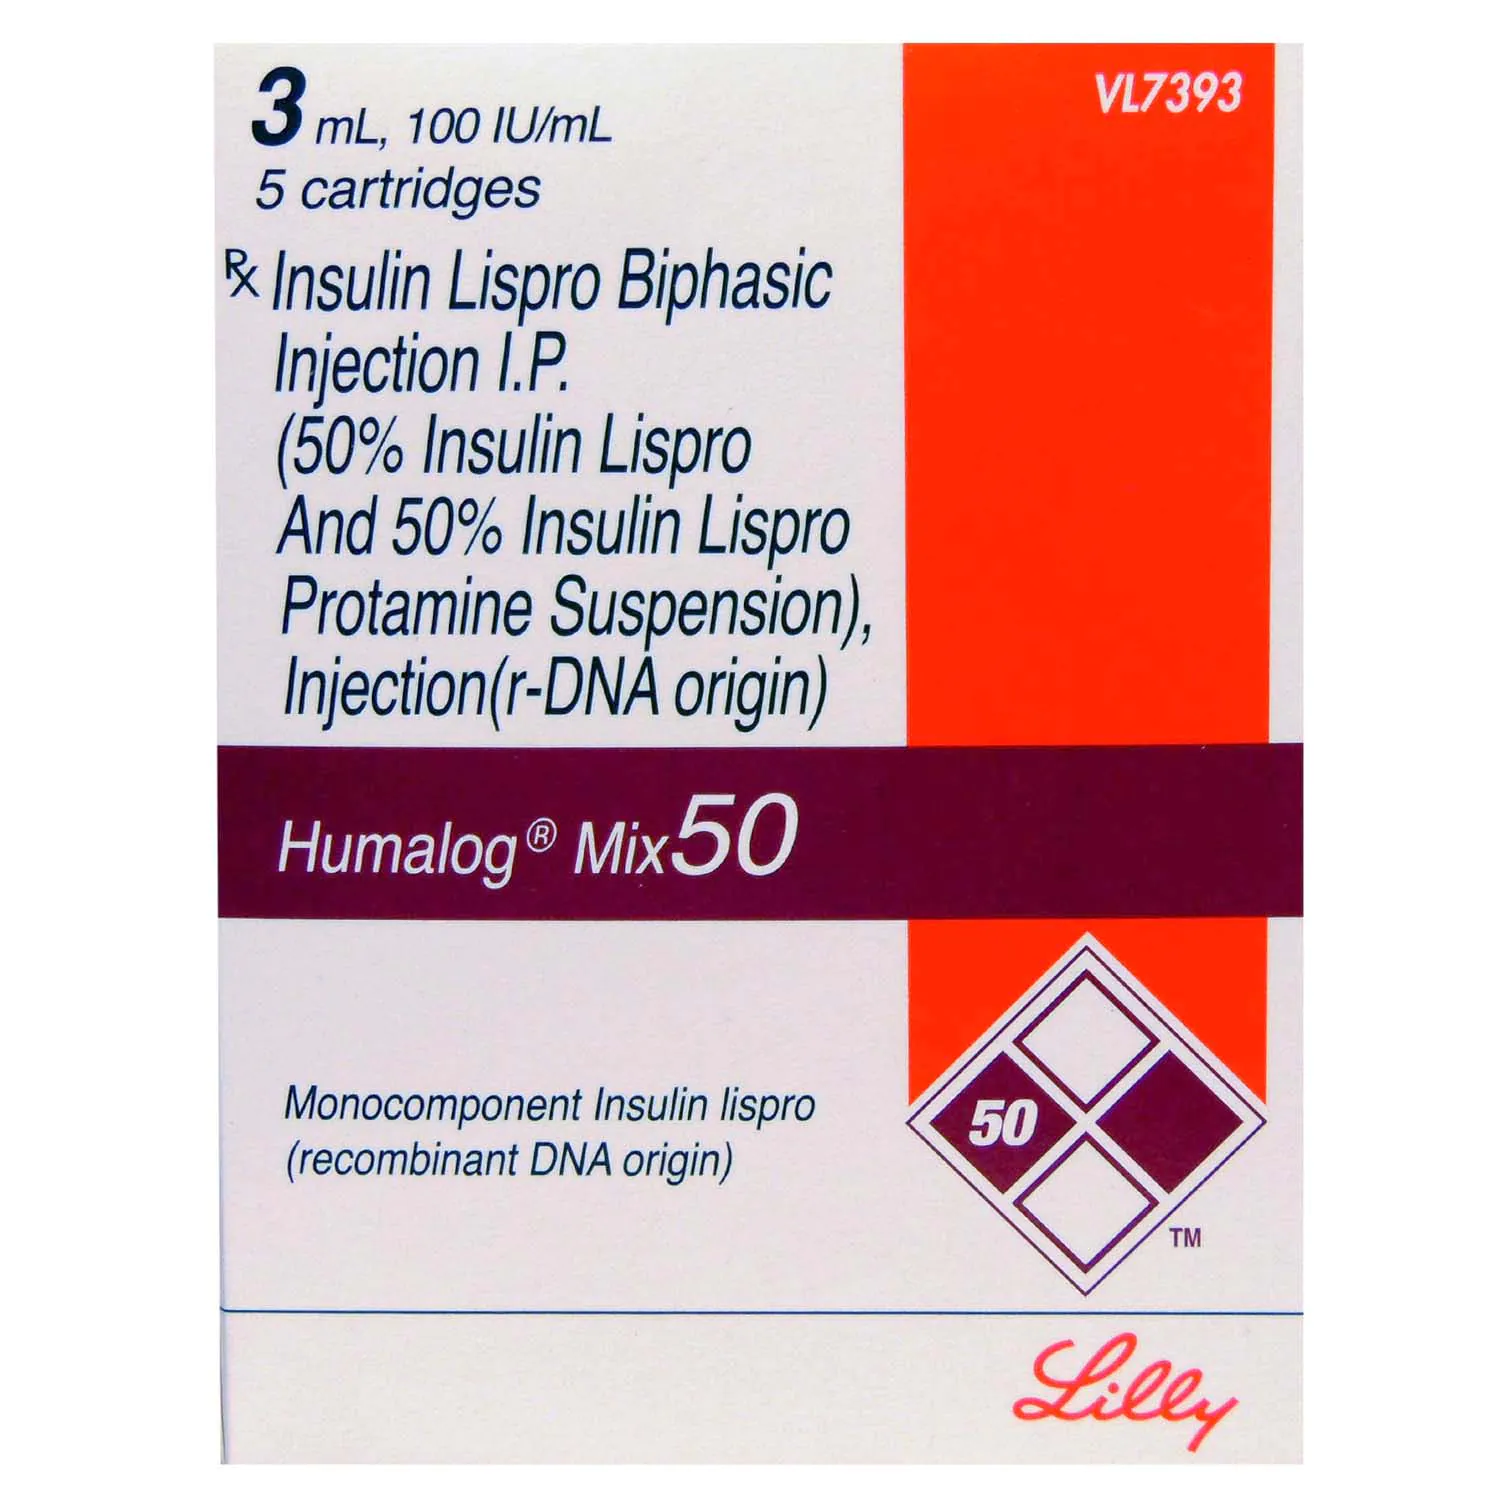 3 mL, 100 IU/mL
5 cartridges
VL7393
℞ Insulin Lispro Biphasic
Injection I.P.
(50% Insulin Lispro
And 50% Insulin Lispro
Protamine Suspension),
Injection(r-DNA origin)
Humalog® Mix50
Monocomponent Insulin lispro
(recombinant DNA origin)
50
TM
Lilly